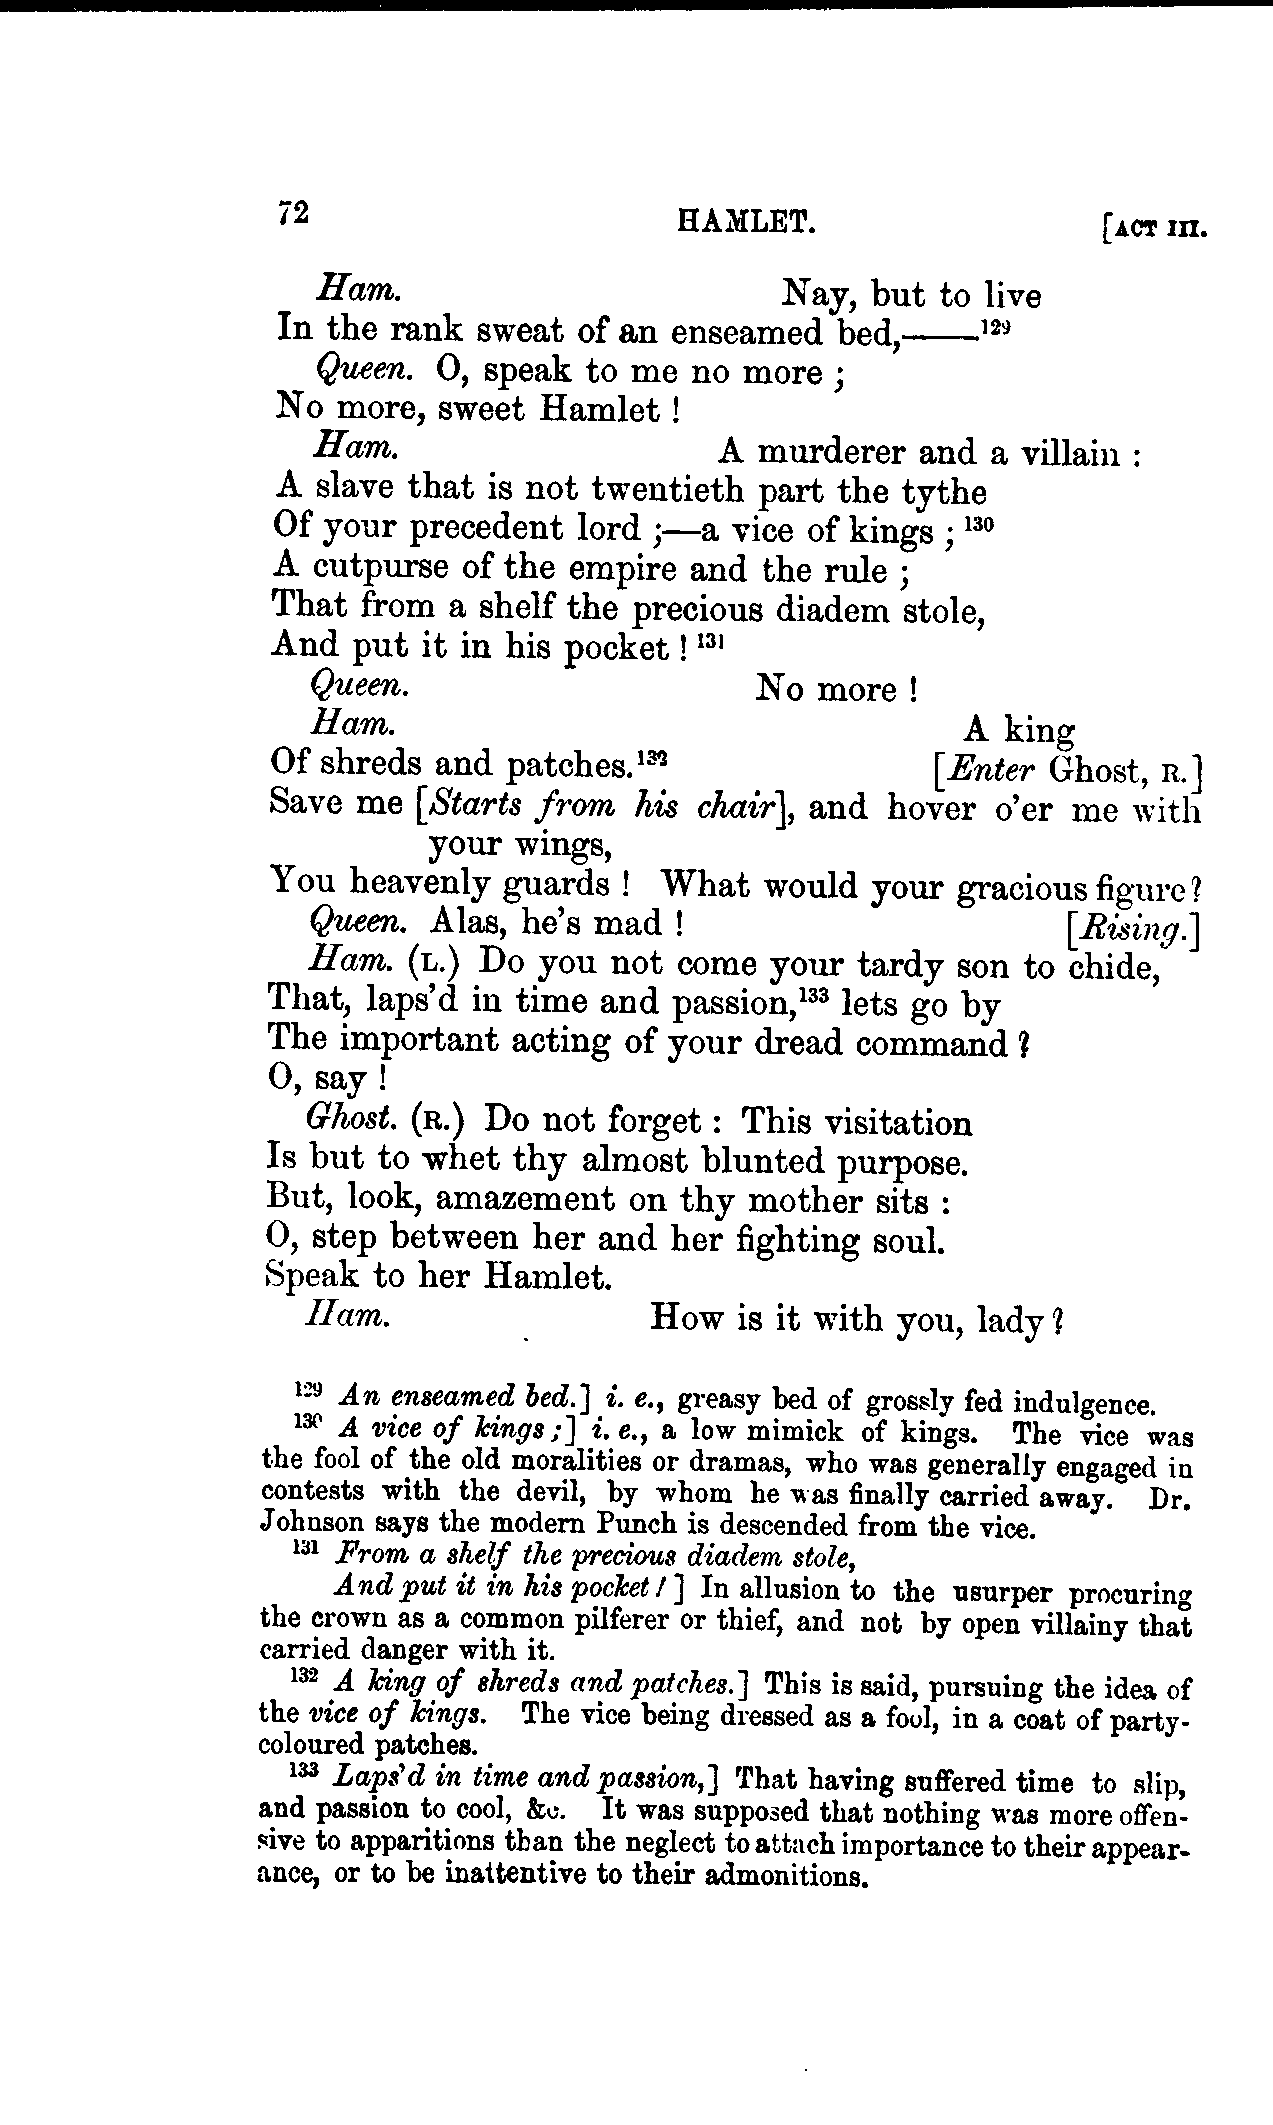 72 HAMLET. [ACT III.
Ham. Nay, but to live
In the rank sweat of an enseamed bed,——¹²⁹
Queen. O, speak to me no more ;
No more, sweet Hamlet !
Ham. A murderer and a villain :
A slave that is not twentieth part the tythe
Of your precedent lord ;—a vice of kings ; ¹³⁰
A cutpurse of the empire and the rule ;
That from a shelf the precious diadem stole,
And put it in his pocket ! ¹³¹
Queen. No more !
Ham. A king
Of shreds and patches.¹³² [Enter Ghost, R.]
Save me [Starts from his chair], and hover o'er me with
your wings,
You heavenly guards ! What would your gracious figure?
Queen. Alas, he's mad ! [Rising.]
Ham. (L.) Do you not come your tardy son to chide,
That, laps'd in time and passion,¹³³ lets go by
The important acting of your dread command ?
O, say !
Ghost. (R.) Do not forget : This visitation
Is but to whet thy almost blunted purpose.
But, look, amazement on thy mother sits :
O, step between her and her fighting soul.
Speak to her Hamlet.
Ham. How is it with you, lady ?
¹²⁹ An enseamed bed.] i. e., greasy bed of grossly fed indulgence.
¹³⁰ A vice of kings ;] i. e., a low mimick of kings. The vice was
the fool of the old moralities or dramas, who was generally engaged in
contests with the devil, by whom he was finally carried away. Dr.
Johnson says the modern Punch is descended from the vice.
¹³¹ From a shelf the precious diadem stole,
And put it in his pocket ! ] In allusion to the usurper procuring
the crown as a common pilferer or thief, and not by open villainy that
carried danger with it.
¹³² A king of shreds and patches.] This is said, pursuing the idea of
the vice of kings. The vice being dressed as a fool, in a coat of party-
coloured patches.
¹³³ Laps'd in time and passion,] That having suffered time to slip,
and passion to cool, &c. It was supposed that nothing was more offen-
sive to apparitions than the neglect to attach importance to their appear-
ance, or to be inattentive to their admonitions.